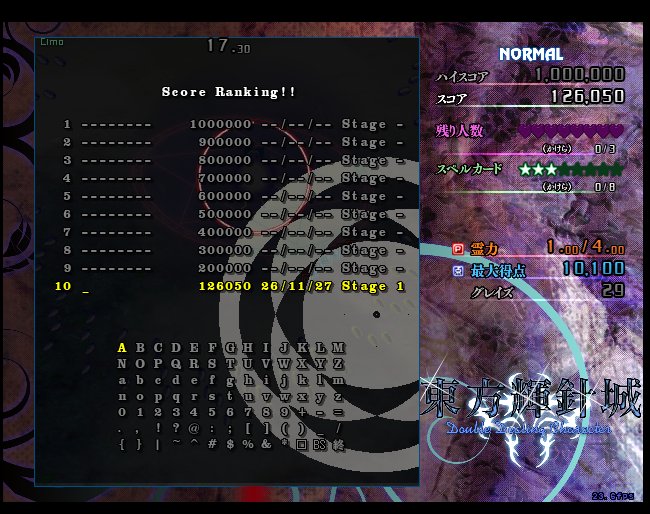 Cimo
17.30
Score Ranking!!
1 -------- 1000000 --/--/-- Stage -
2 -------- 900000 --/--/-- Stage -
3 -------- 800000 --/--/-- Stage -
4 -------- 700000 --/--/-- Stage -
5 -------- 600000 --/--/-- Stage -
6 -------- 500000 --/--/-- Stage -
7 -------- 400000 --/--/-- Stage -
8 -------- 300000 --/--/-- Stage -
9 -------- 200000 --/--/-- Stage -
10 _ 126050 26/11/27 Stage 1
A B C D E F G H I J K L M
N O P Q R S T U V W X Y Z
a b c d e f g h i j k l m
n o p q r s t u v w x y z
0 1 2 3 4 5 6 7 8 9 + - =
. , ! ? @ : ; [ ] ( ) _ /
{ } | ~ ^ # $ % & * □ BS 終
NORMAL
ハイスコア 1,000,000
スコア 126,050
残り人数
(かけら) 0/3
スペルカード
(かけら) 0/8
P 霊力 1.00/4.00
最大得点 10,100
グレイズ 29
東方輝針城
Double Dealing Character